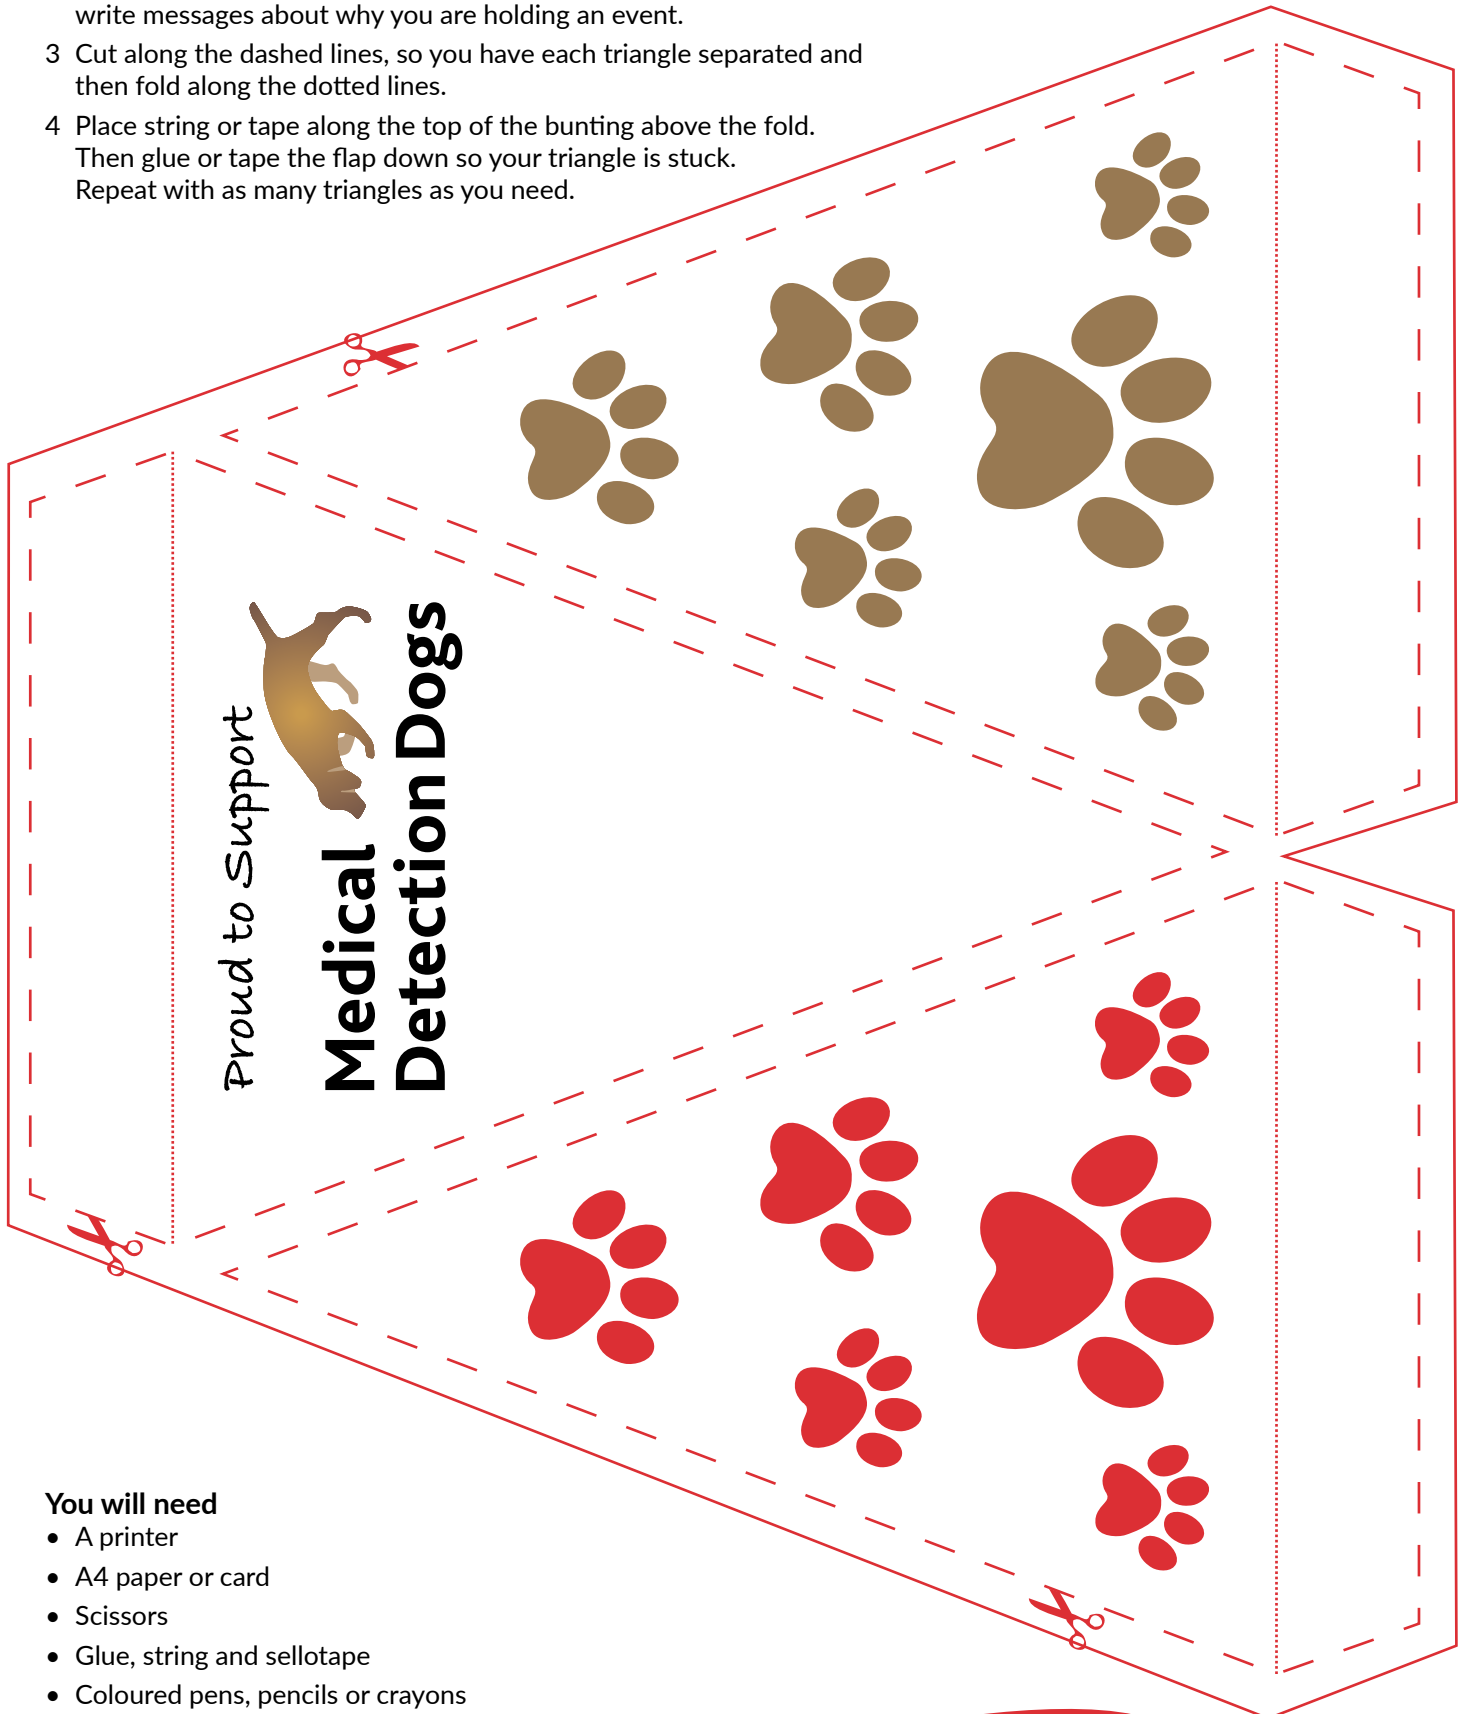 write messages about why you are holding an event.
3 Cut along the dashed lines, so you have each triangle separated and
then fold along the dotted lines.
4 Place string or tape along the top of the bunting above the fold.
Then glue or tape the flap down so your triangle is stuck.
Repeat with as many triangles as you need.
Proud to Support
Medical
Detection Dogs
You will need
• A printer
• A4 paper or card
• Scissors
• Glue, string and sellotape
• Coloured pens, pencils or crayons